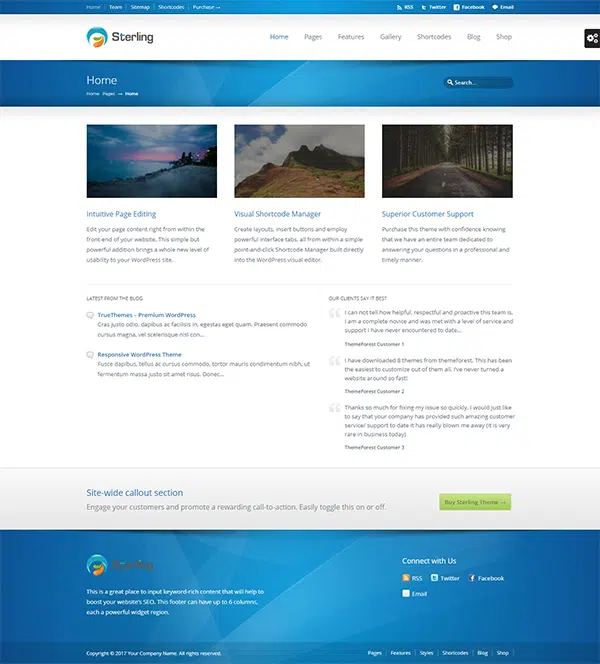 Home Team Sitemap Shortcodes Purchase → RSS Twitter Facebook Email
Sterling Home Pages Features Gallery Shortcodes Blog Shop
Home Search...
Home Pages → Home
Intuitive Page Editing
Edit your page content right from within the
front-end of your website. This simple but
powerful addition brings a whole new level of
usability to your WordPress site.
Visual Shortcode Manager
Create layouts, insert buttons and employ
powerful interface tabs, all from within a simple
point-and-click Shortcode Manager built directly
into the WordPress visual editor.
Superior Customer Support
Purchase this theme with confidence knowing
that we have an entire team dedicated to
answering your questions in a professional and
timely manner.
LATEST FROM THE BLOG
TrueThemes – Premium WordPress
Cras justo odio, dapibus ac facilisis in, egestas eget quam. Praesent commodo
cursus magna, vel scelerisque nisl con...
Responsive WordPress Theme
Fusce dapibus, tellus ac cursus commodo, tortor mauris condimentum nibh, ut
fermentum massa justo sit amet risus. Donec...
OUR CLIENTS SAY IT BEST
I can not tell how helpful, respectful and proactive this team is,
I am a complete novice and was met with a level of service and
support I have never encountered to date...
ThemeForest Customer 1
I have downloaded 8 themes from themeforest. This has been
the easiest to customize out of them all. I've never turned a
website around so fast!
ThemeForest Customer 2
Thanks so much for fixing my issue so quickly. I would just like
to say that your company has provided such amazing customer
service/ support to date it has really blown me away (it is very
rare in business today)
ThemeForest Customer 3
Site-wide callout section
Engage your customers and promote a rewarding call-to-action. Easily toggle this on or off.
Buy Sterling Theme →
Sterling
This is a great place to input keyword-rich content that will help to
boost your website's SEO. This footer can have up to 6 columns,
each a powerful widget region.
Connect with Us
RSS Twitter Facebook
Email
Copyright © 2017 Your Company Name. All rights reserved. Pages Features Styles Shortcodes Blog Shop